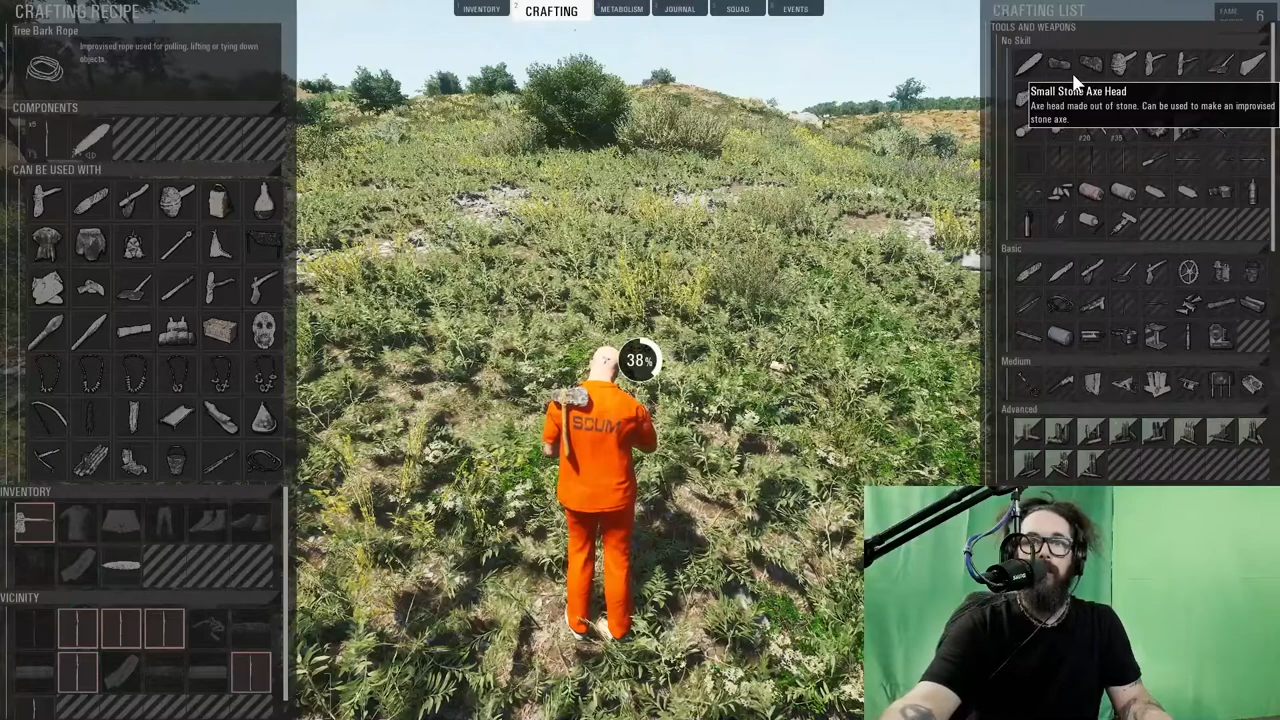 CRAFTING RECIPE
Tree Bark Rope
Improvised rope used for pulling, lifting or tying down
objects.
COMPONENTS
CAN BE USED WITH
INVENTORY
VICINITY
INVENTORY
CRAFTING
METABOLISM
JOURNAL
SQUAD
EVENTS
38%
SCUM
CRAFTING LIST
FAME
6
TOOLS AND WEAPONS
No Skill
Small Stone Axe Head
Axe head made out of stone. Can be used to make an improvised
stone axe.
Basic
Medium
Advanced